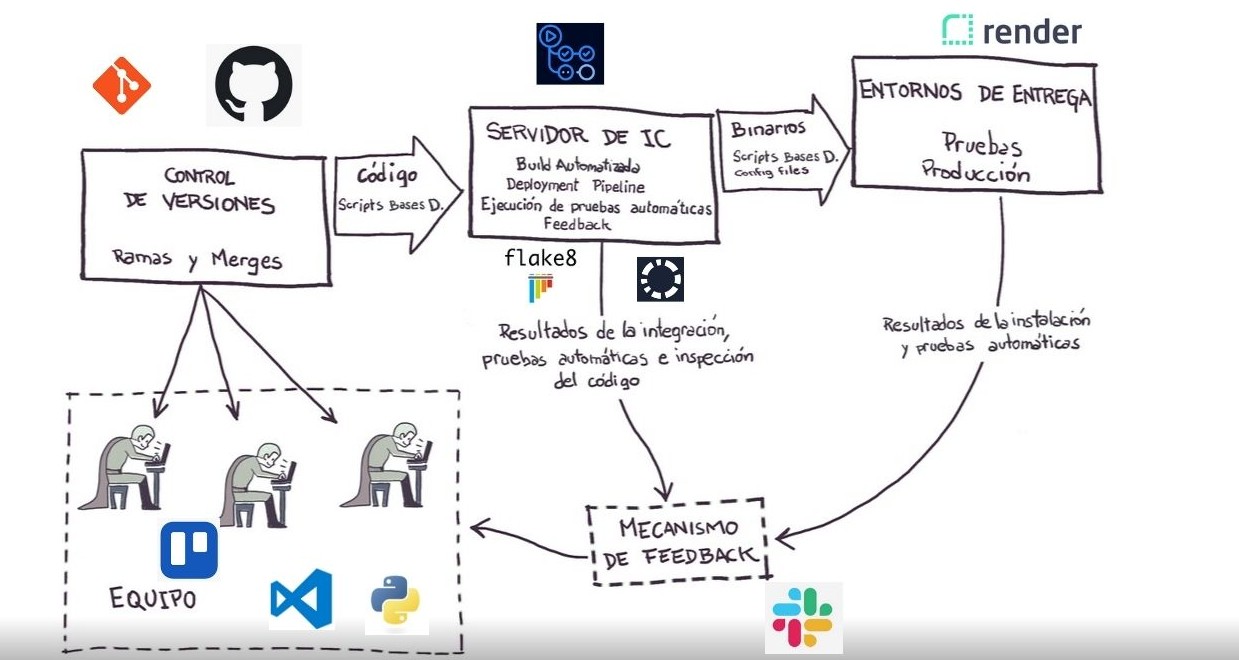 render
ENTORNOS DE ENTREGA
Pruebas
Producción
SERVIDOR DE IC
Build Automatizada
Deployment Pipeline
Ejecución de pruebas automáticas
Feedback
Binarios
Scripts Bases D.
Config files
CONTROL
DE VERSIONES
Ramas y Merges
Código
Scripts Bases D.
flake8
Resultados de la integración,
pruebas automáticas e inspección
del código
Resultados de la instalación
y pruebas automáticas
MECANISMO
DE FEEDBACK
EQUIPO